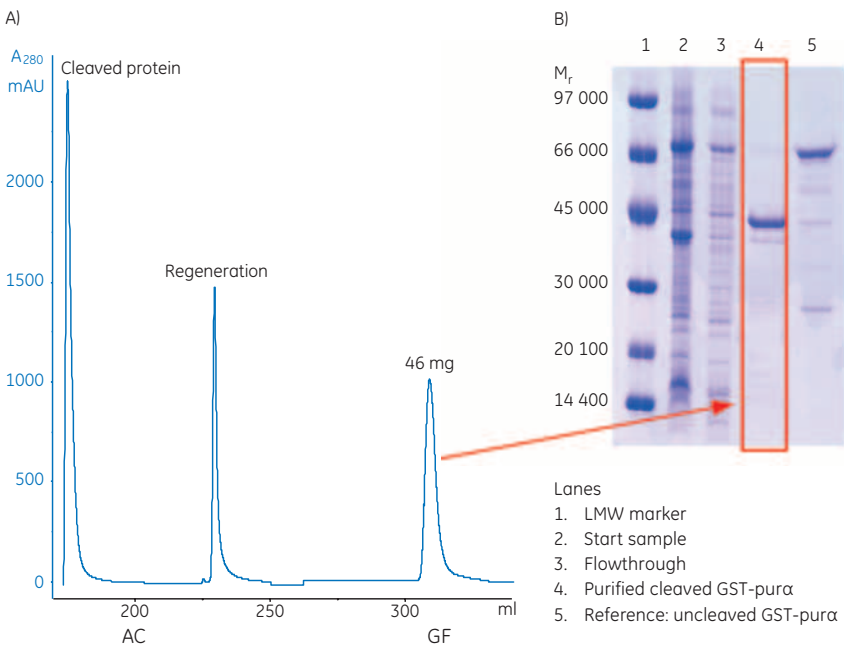 A)
A280
mAU
Cleaved protein
2000
Regeneration
1500
46 mg
1000
500
0
200
250
300
ml
AC
GF
B)
1 2 3 4 5
Mr
97 000
66 000
45 000
30 000
20 100
14 400
Lanes
1. LMW marker
2. Start sample
3. Flowthrough
4. Purified cleaved GST-purα
5. Reference: uncleaved GST-purα